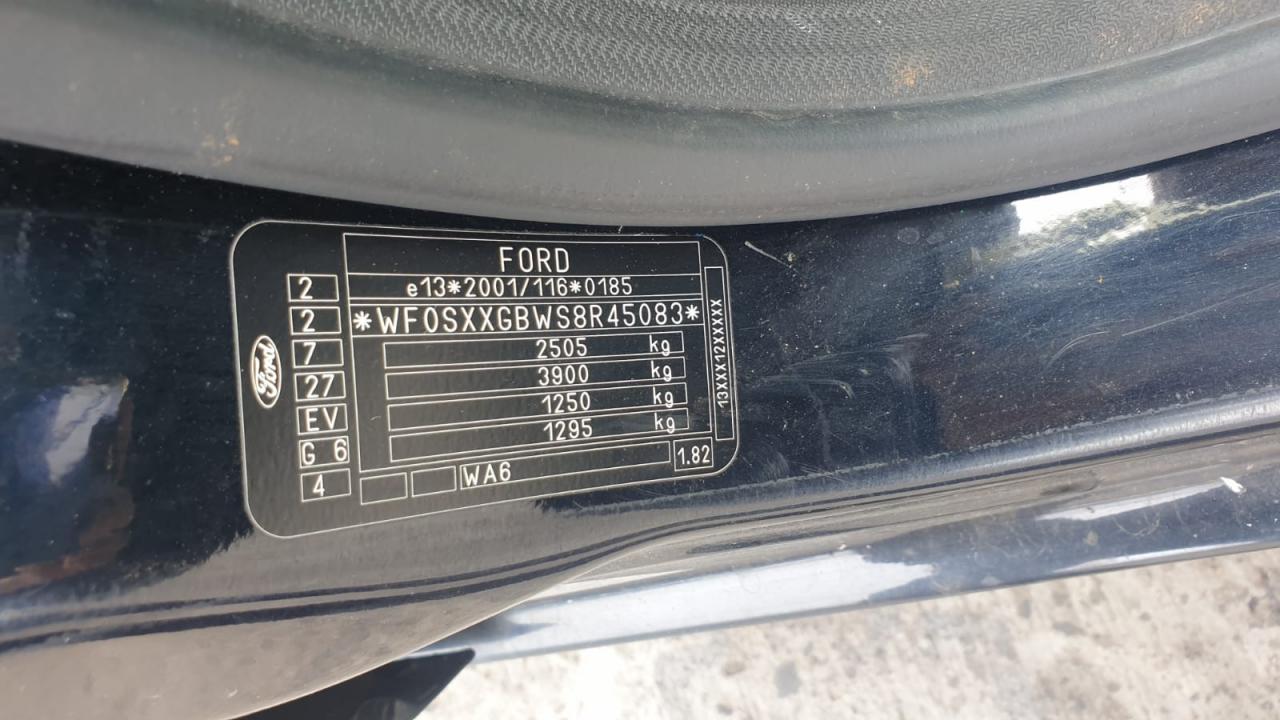 FORD
e13*2001/116*0185
*WF0SXXGBWS8R45083*
2505 kg
3900 kg
1250 kg
1295 kg
WA6
1.82
13XXX12XXXXX
2
2
7
27
EV
G 6
4
Ford